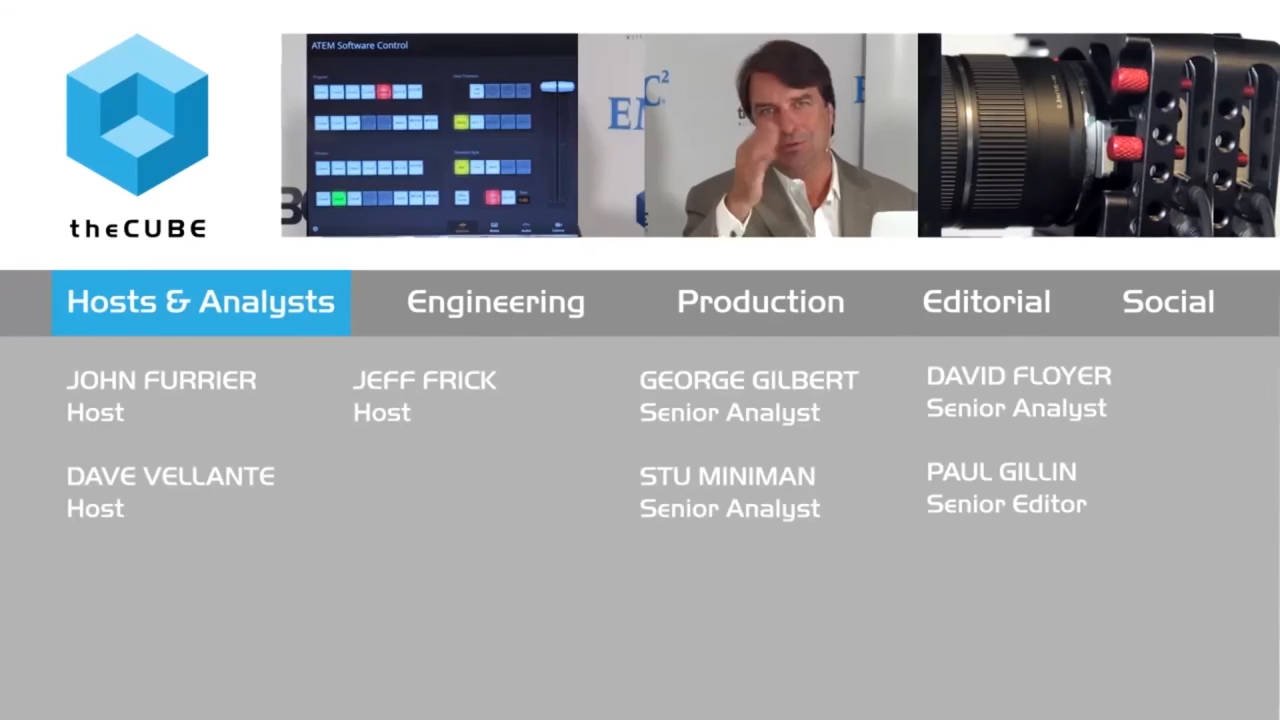 ATEM Software Control
EMC²
theCUBE
Hosts & Analysts
Engineering
Production
Editorial
Social
JOHN FURRIER
Host
JEFF FRICK
Host
GEORGE GILBERT
Senior Analyst
DAVID FLOYER
Senior Analyst
DAVE VELLANTE
Host
STU MINIMAN
Senior Analyst
PAUL GILLIN
Senior Editor